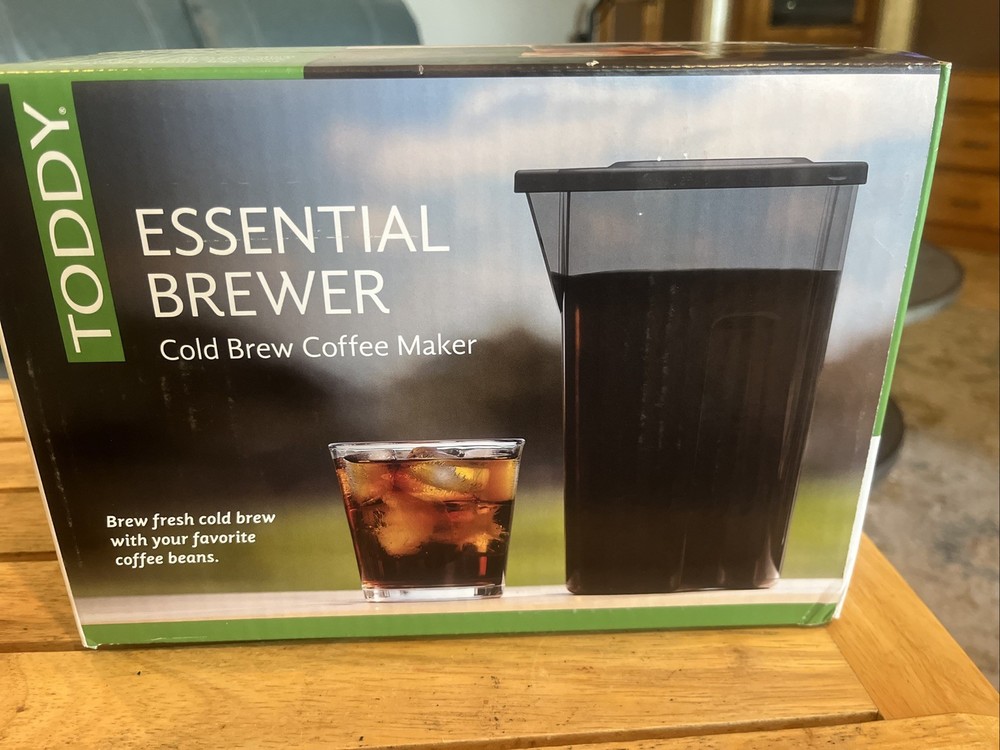 TODDY®
ESSENTIAL
BREWER
Cold Brew Coffee Maker
Brew fresh cold brew
with your favorite
coffee beans.